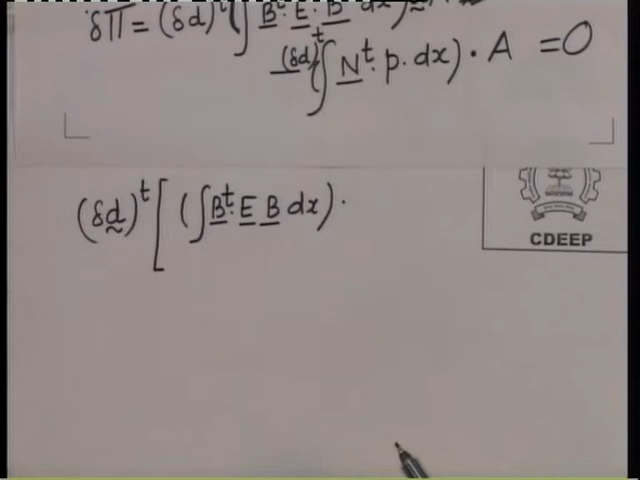 δΠ = (δd)ᵗ (∫ Bᵗ. E. B dx)
(δd)ᵗ(∫ Nᵗ. p. dx) · A = 0
(δd)ᵗ [ (∫ Bᵗ. E B dx) ·
CDEEP